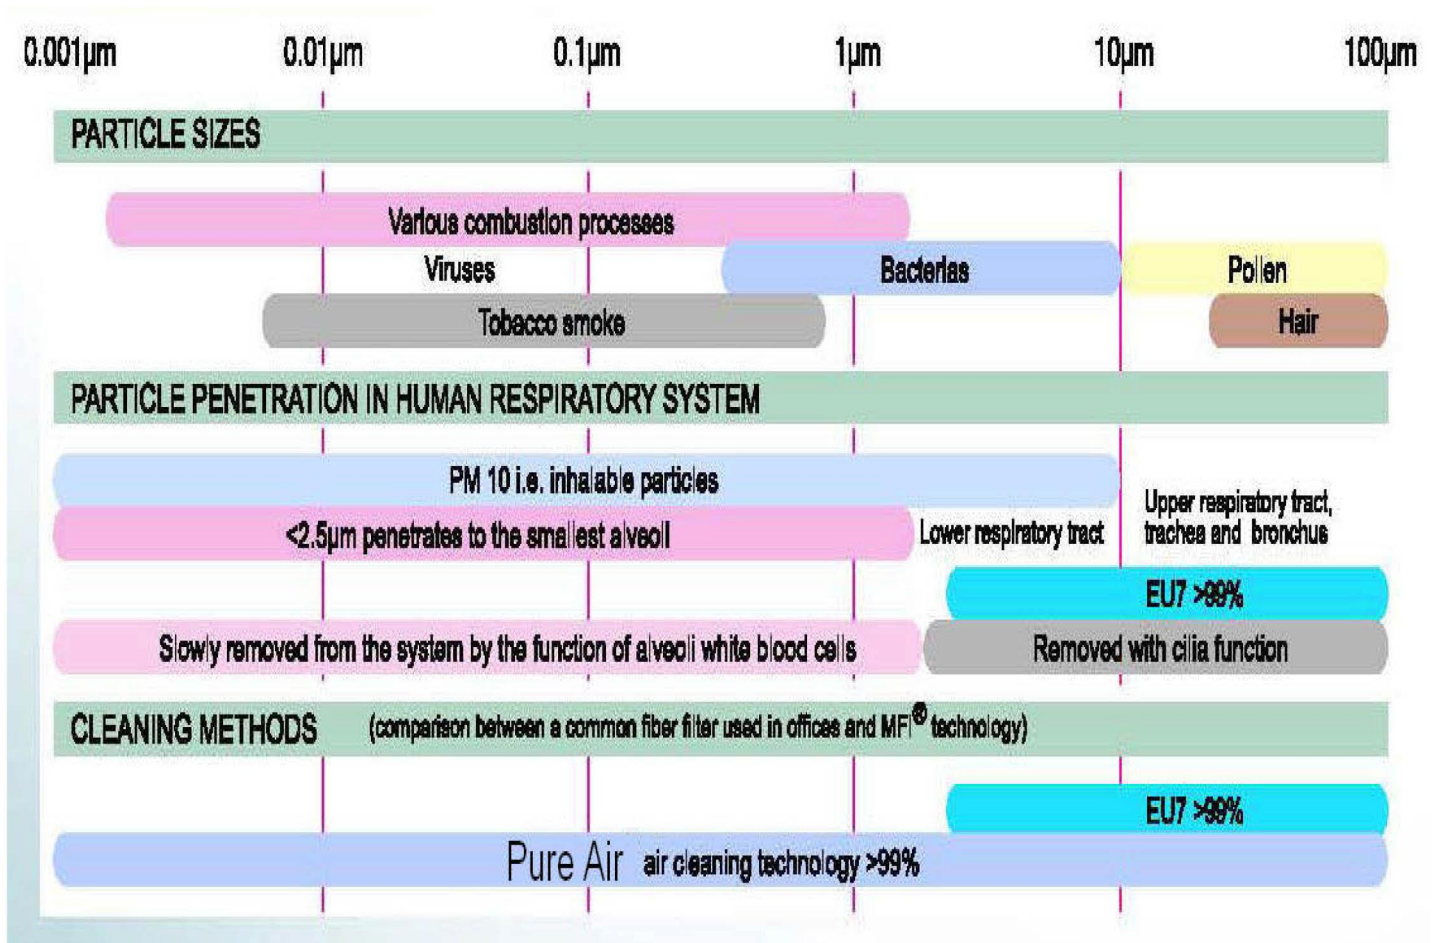 0.001µm 0.01µm 0.1µm 1µm 10µm 100µm
PARTICLE SIZES
Various combustion processes
Viruses Bacterias Pollen
Tobacco smoke Hair
PARTICLE PENETRATION IN HUMAN RESPIRATORY SYSTEM
PM 10 i.e. inhalable particles
<2.5µm penetrates to the smallest alveoli
Lower respiratory tract
Upper respiratory tract,
trachea and bronchus
EU7 >99%
Slowly removed from the system by the function of alveoli white blood cells Removed with cilia function
CLEANING METHODS (comparison between a common fiber filter used in offices and MFI® technology)
EU7 >99%
Pure Air air cleaning technology >99%